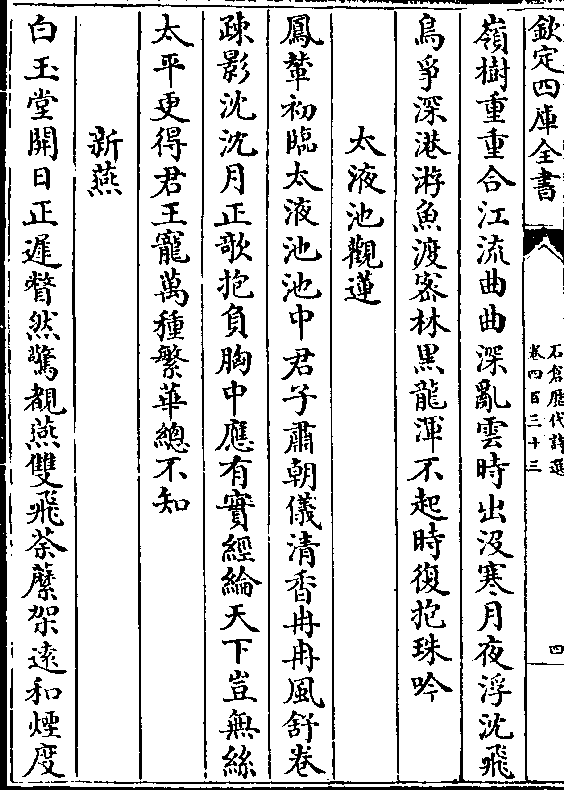 欽定四庫全書
石倉歷代詩選
卷四百三十三
四
嶺樹重重合江流曲曲深亂雲時出沒寒月夜浮沈飛
鳥爭深港游魚渡密林黑龍渾不起時復抱珠吟
太液池觀蓮
鳳輦初臨太液池池中君子肅朝儀清香冉冉風舒卷
疎影沈沈月正歌抱負胸中應有實經綸天下豈無絲
太平更得君王寵萬種繁華總不知
新燕
白玉堂開日正遲瞥然驚覩燕雙飛荼蘼架遠和煙度